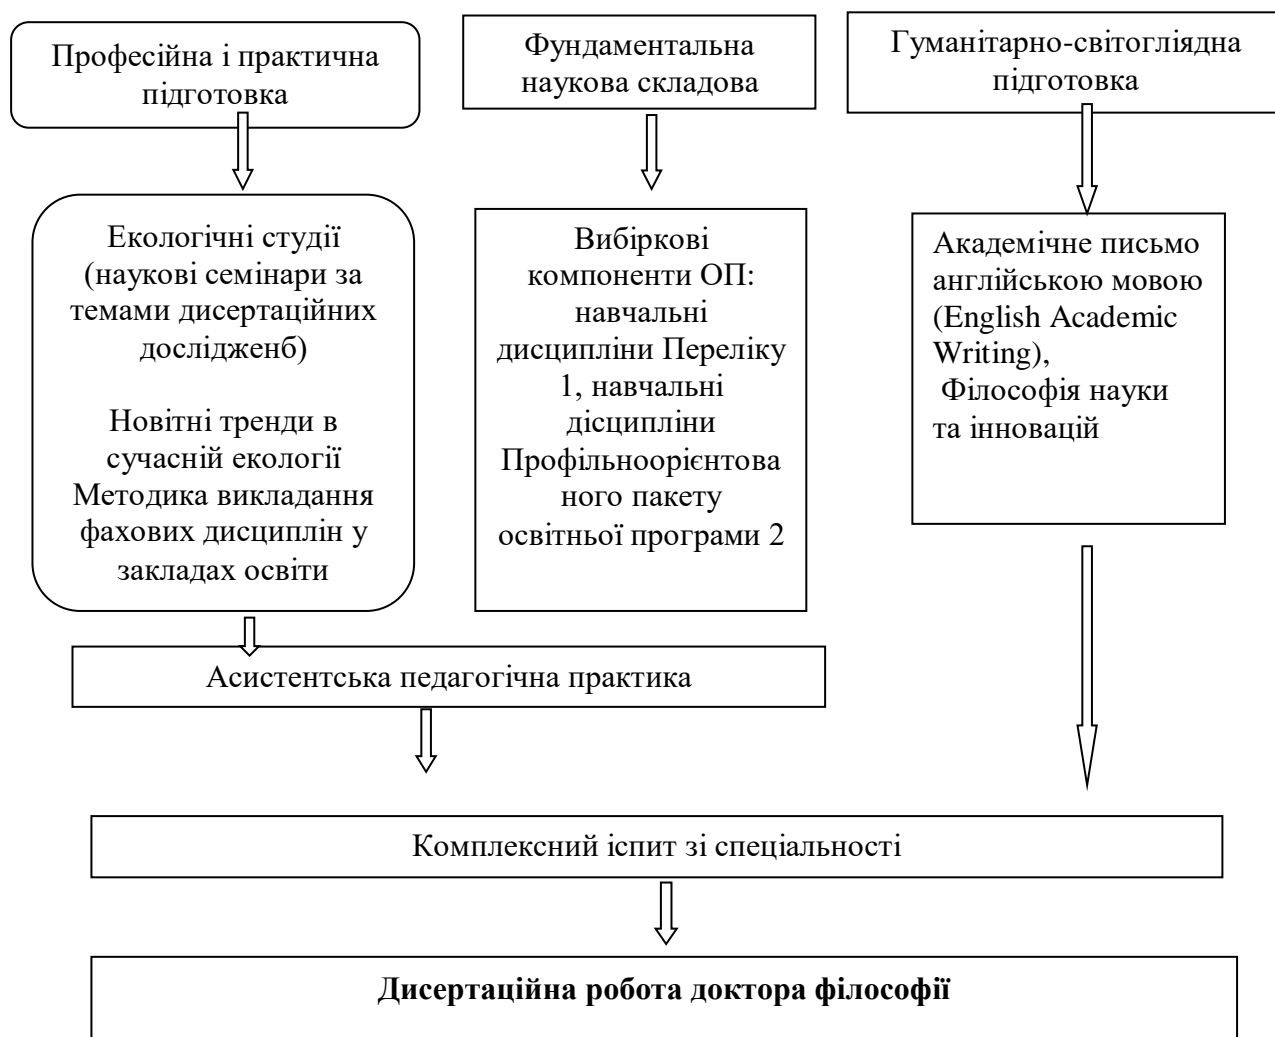 Професійна і практична
підготовка
Фундаментальна
наукова складова
Гуманітарно-світогліядна
підготовка
Екологічні студії
(наукові семінари за
темами дисертаційних
дослідженб)
Новітні тренди в
сучасній екології
Методика викладання
фахових дисциплін у
закладах освіти
Вибіркові
компоненти ОП:
навчальні
дисципліни Переліку
1, навчальні
дісципліни
Профільноорієнтова
ного пакету
освітньої програми 2
Академічне письмо
англійською мовою
(English Academic
Writing),
Філософія науки
та інновацій
Асистентська педагогічна практика
Комплексний іспит зі спеціальності
Дисертаційна робота доктора філософії